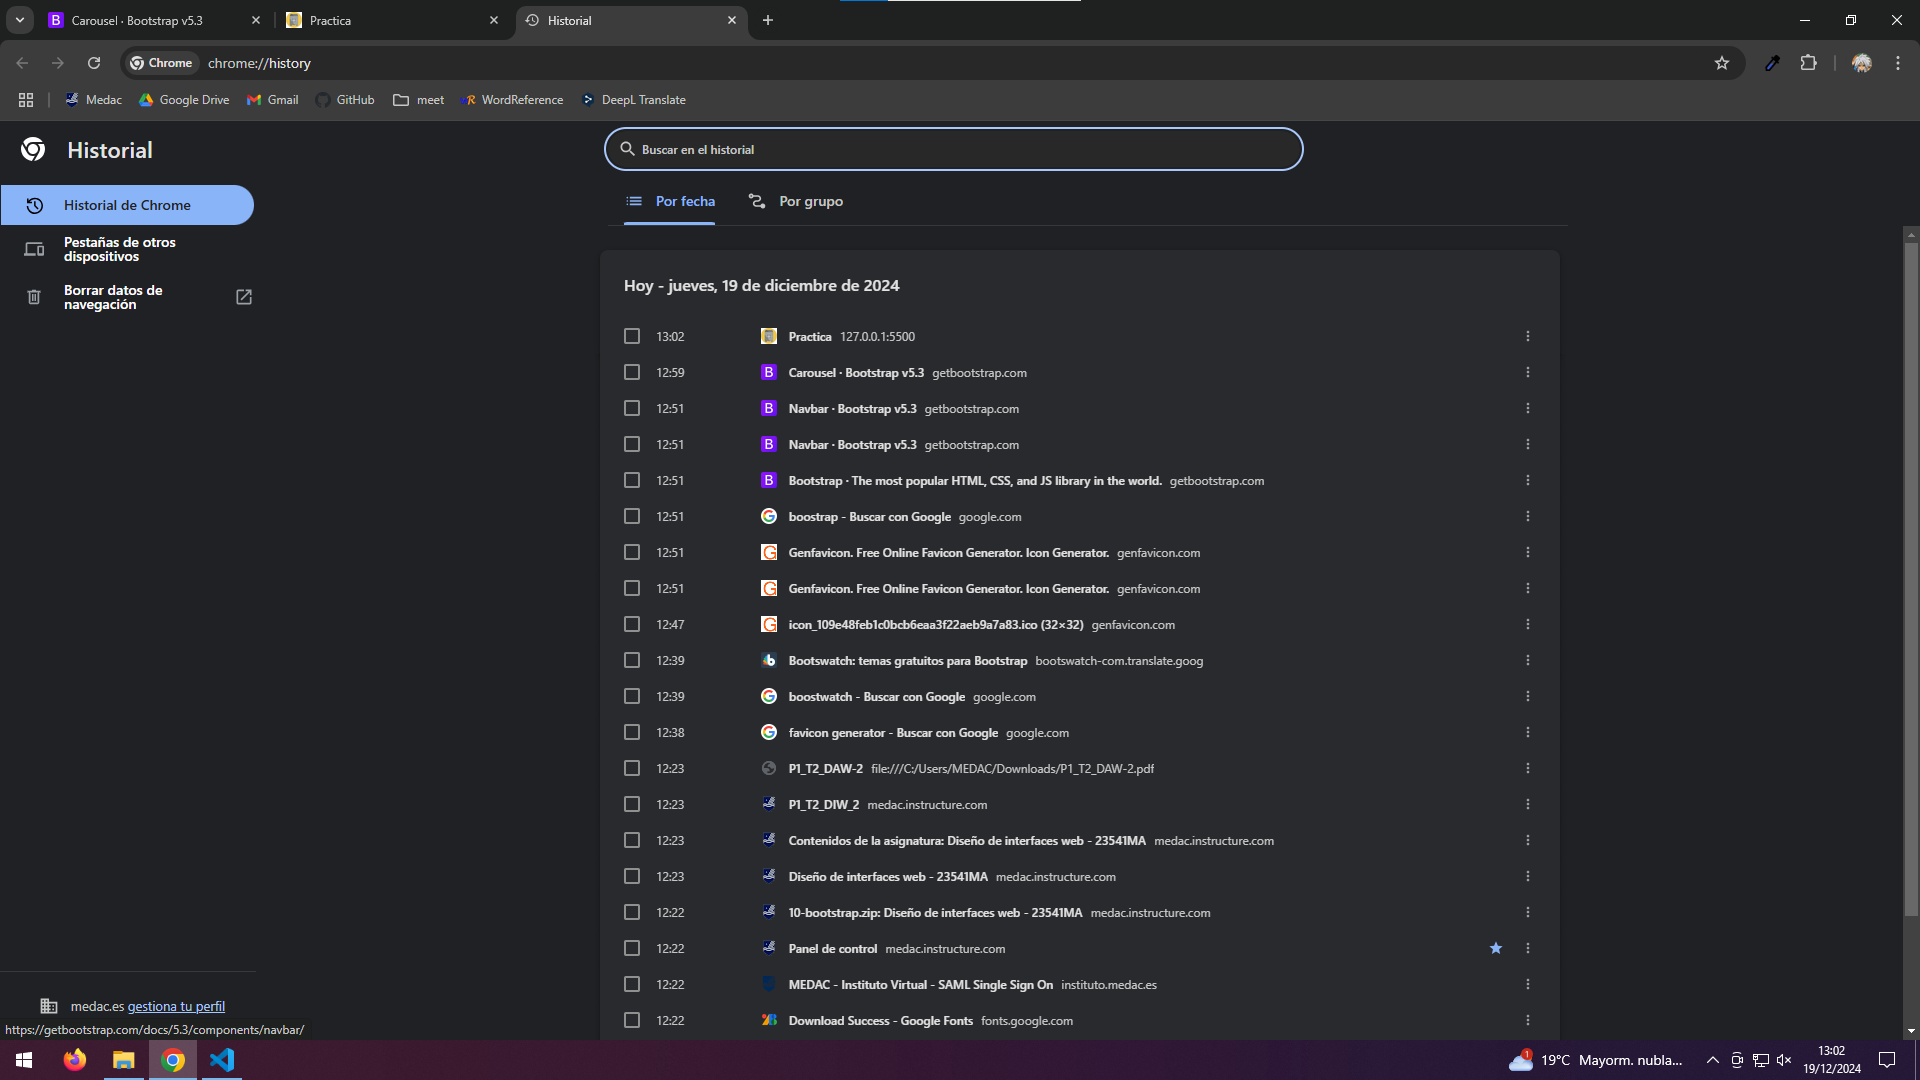 Carousel · Bootstrap v5.3
Practica
Historial
Chrome
chrome://history
Medac
Google Drive
Gmail
GitHub
meet
WordReference
DeepL Translate
Historial
Buscar en el historial
Historial de Chrome
Pestañas de otros
dispositivos
Borrar datos de
navegación
Por fecha
Por grupo
Hoy - jueves, 19 de diciembre de 2024
13:02 Practica 127.0.0.1:5500
12:59 Carousel · Bootstrap v5.3 getbootstrap.com
12:51 Navbar · Bootstrap v5.3 getbootstrap.com
12:51 Navbar · Bootstrap v5.3 getbootstrap.com
12:51 Bootstrap · The most popular HTML, CSS, and JS library in the world. getbootstrap.com
12:51 boostrap - Buscar con Google google.com
12:51 Genfavicon. Free Online Favicon Generator. Icon Generator. genfavicon.com
12:51 Genfavicon. Free Online Favicon Generator. Icon Generator. genfavicon.com
12:47 icon_109e48feb1c0bcb6eaa3f22aeb9a7a83.ico (32×32) genfavicon.com
12:39 Bootswatch: temas gratuitos para Bootstrap bootswatch-com.translate.goog
12:39 boostwatch - Buscar con Google google.com
12:38 favicon generator - Buscar con Google google.com
12:23 P1_T2_DAW-2 file:///C:/Users/MEDAC/Downloads/P1_T2_DAW-2.pdf
12:23 P1_T2_DIW_2 medac.instructure.com
12:23 Contenidos de la asignatura: Diseño de interfaces web - 23541MA medac.instructure.com
12:23 Diseño de interfaces web - 23541MA medac.instructure.com
12:22 10-bootstrap.zip: Diseño de interfaces web - 23541MA medac.instructure.com
12:22 Panel de control medac.instructure.com
12:22 MEDAC - Instituto Virtual - SAML Single Sign On instituto.medac.es
12:22 Download Success - Google Fonts fonts.google.com
medac.es gestiona tu perfil
https://getbootstrap.com/docs/5.3/components/navbar/
1
19°C Mayorm. nubla...
13:02
19/12/2024